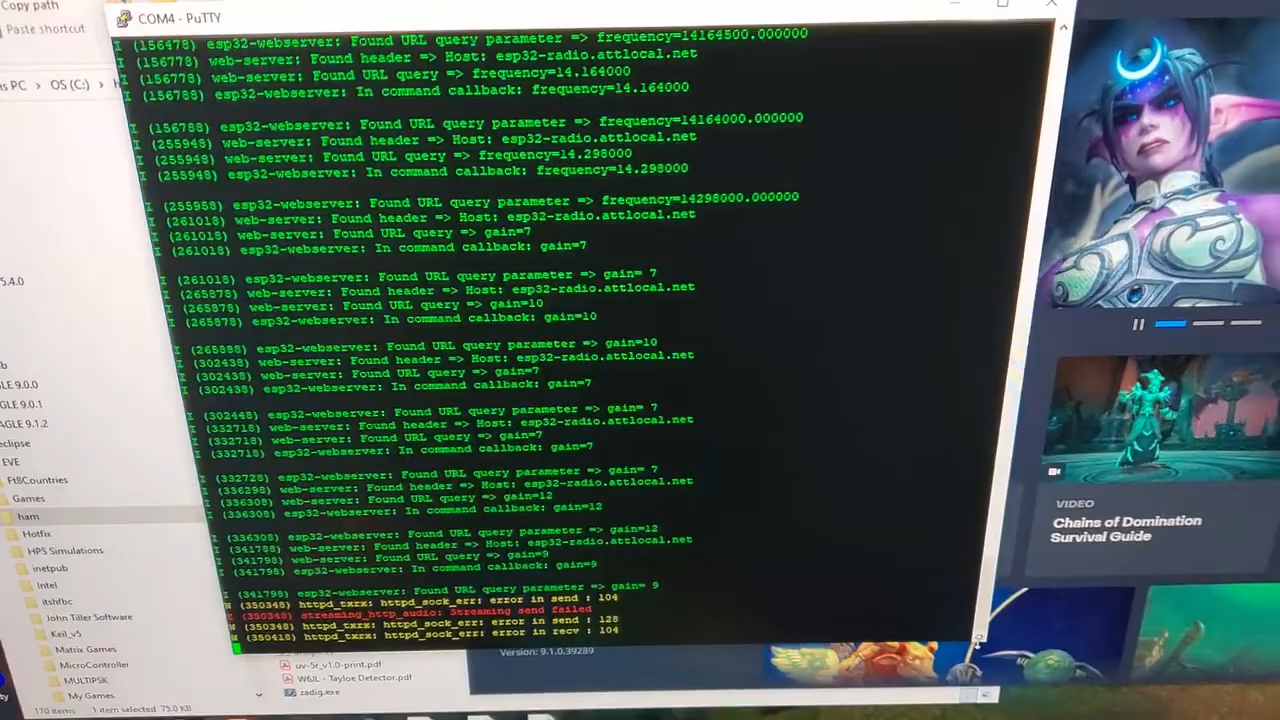 Copy path
COM4 - PuTTY
Paste shortcut
I (156478) esp32-webserver: Found URL query parameter => frequency=14164500.000000
I (156778) web-server: Found header => Host: esp32-radio.attlocal.net
I (156778) web-server: Found URL query => frequency=14.164000
I (156788) esp32-webserver: In command callback: frequency=14.164000
I (156788) esp32-webserver: Found URL query parameter => frequency=14164000.000000
I (255948) web-server: Found header => Host: esp32-radio.attlocal.net
I (255948) web-server: Found URL query => frequency=14.298000
I (255948) esp32-webserver: In command callback: frequency=14.298000
I (255958) esp32-webserver: Found URL query parameter => frequency=14298000.000000
I (261018) web-server: Found header => Host: esp32-radio.attlocal.net
I (261018) web-server: Found URL query => gain=7
I (261018) esp32-webserver: In command callback: gain=7
I (261018) esp32-webserver: Found URL query parameter => gain= 7
I (265878) web-server: Found header => Host: esp32-radio.attlocal.net
I (265878) web-server: Found URL query => gain=10
I (265878) esp32-webserver: In command callback: gain=10
I (265888) esp32-webserver: Found URL query parameter => gain=10
I (302438) web-server: Found header => Host: esp32-radio.attlocal.net
I (302438) web-server: Found URL query => gain=7
I (302438) esp32-webserver: In command callback: gain=7
I (302448) esp32-webserver: Found URL query parameter => gain= 7
I (332718) web-server: Found header => Host: esp32-radio.attlocal.net
I (332718) web-server: Found URL query => gain=7
I (332718) esp32-webserver: In command callback: gain=7
I (332728) esp32-webserver: Found URL query parameter => gain= 7
I (336298) web-server: Found header => Host: esp32-radio.attlocal.net
I (336308) web-server: Found URL query => gain=12
I (336308) esp32-webserver: In command callback: gain=12
I (336308) esp32-webserver: Found URL query parameter => gain=12
I (341788) web-server: Found header => Host: esp32-radio.attlocal.net
I (341798) web-server: Found URL query => gain=9
I (341798) esp32-webserver: In command callback: gain=9
I (341798) esp32-webserver: Found URL query parameter => gain= 9
W (350348) httpd_txrx: httpd_sock_err: error in send : 104
E (350348) streaming_http_audio: Streaming send failed
W (350348) httpd_txrx: httpd_sock_err: error in send : 128
W (350418) httpd_txrx: httpd_sock_err: error in recv : 104
s PC > OS (C:) >
5.4.0
GLE 9.0.0
GLE 9.0.1
AGLE 9.1.2
eclipse
EVE
Ft8Countries
Games
ham
Hotfix
HPS Simulations
inetpub
Intel
itshfbc
John Tiller Software
Keil_v5
Matrix Games
MicroController
MULTIPSK
My Games
170 items
1 item selected 75.0 KB
uv-5r_v1.0-print.pdf
W6JL - Tayloe Detector.pdf
zadig.exe
Version: 9.1.0.39289
VIDEO
Chains of Domination
Survival Guide